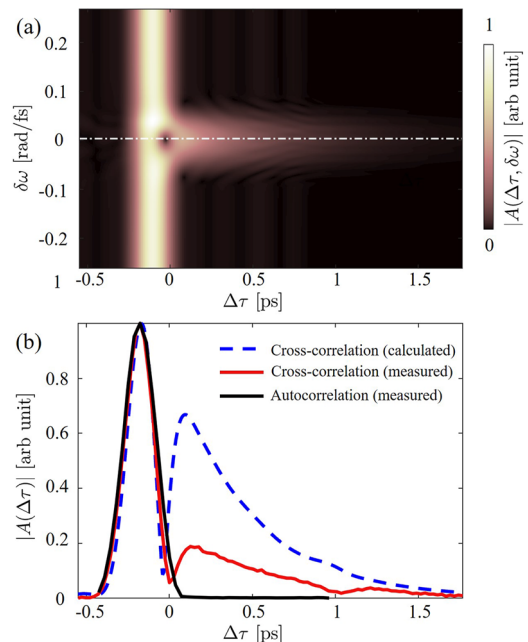 (a)
0.2
0.1
0
-0.1
-0.2
δω [rad/fs]
-0.5 0 0.5 1 1.5
Δτ [ps]
1
0
|A(Δτ, δω)| [arb unit]
(b)
1
0.8
0.6
0.4
0.2
0
|A(Δτ)| [arb unit]
Cross-correlation (calculated)
Cross-correlation (measured)
Autocorrelation (measured)
-0.5 0 0.5 1 1.5
Δτ [ps]